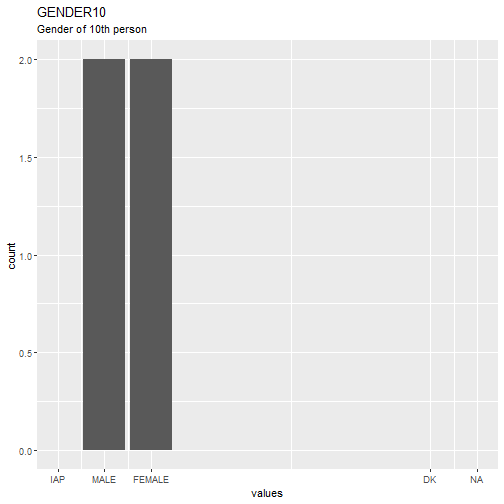 GENDER10
Gender of 10th person
2.0
1.5
1.0
0.5
0.0
count
IAP MALE FEMALE DK NA
values